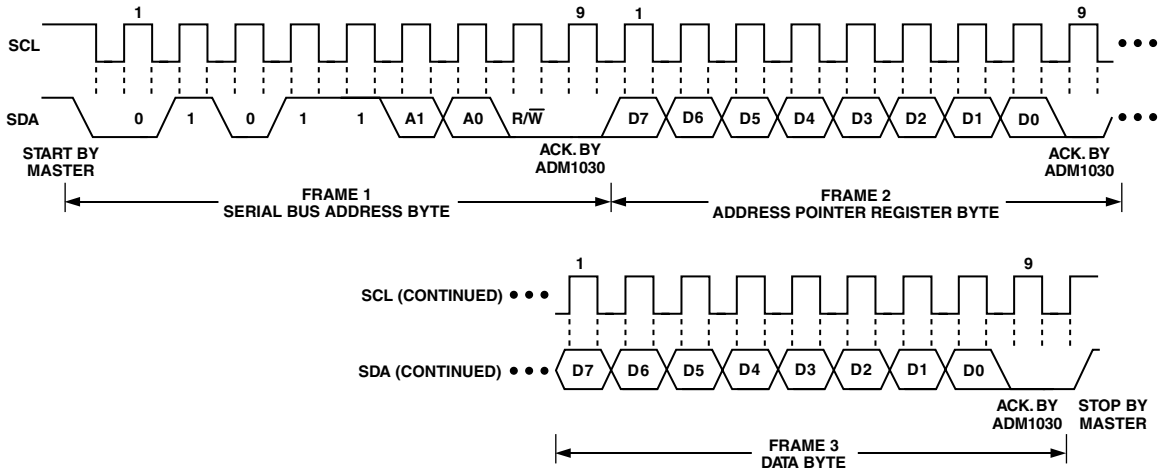 1 9 1 9
SCL
SDA 0 1 0 1 1 A1 A0 R/W̅ D7 D6 D5 D4 D3 D2 D1 D0
START BY
MASTER
ACK. BY
ADM1030
ACK. BY
ADM1030
FRAME 1
SERIAL BUS ADDRESS BYTE
FRAME 2
ADDRESS POINTER REGISTER BYTE
1 9
SCL (CONTINUED)
SDA (CONTINUED) D7 D6 D5 D4 D3 D2 D1 D0
ACK. BY
ADM1030
STOP BY
MASTER
FRAME 3
DATA BYTE